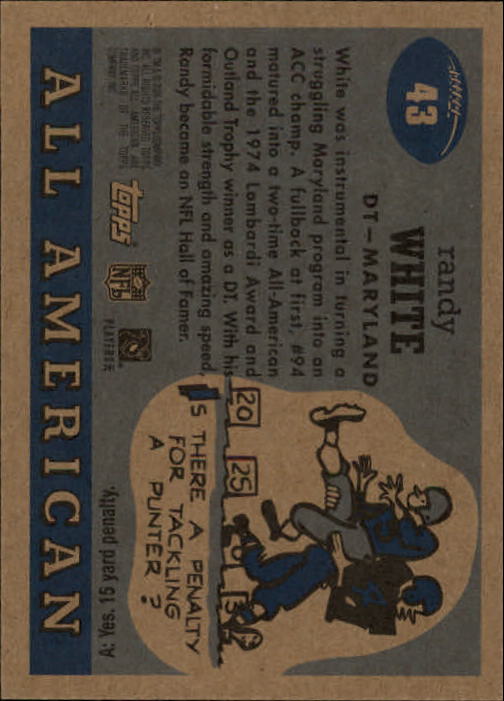 43
randy
WHITE
DT—MARYLAND
White was instrumental in turning a
struggling Maryland program into an
ACC champ. A fullback at first, #94
matured into a two-time All-American
and the 1974 Lombardi Award and
Outland Trophy winner as a DT. With his
formidable strength and amazing speed,
Randy became an NFL Hall of Famer.
TOPPS
NFL
PLAYERS
20
25
IS THERE A PENALTY
FOR TACKLING
A PUNTER?
A: Yes. 15 yard penalty.
ALL AMERICAN